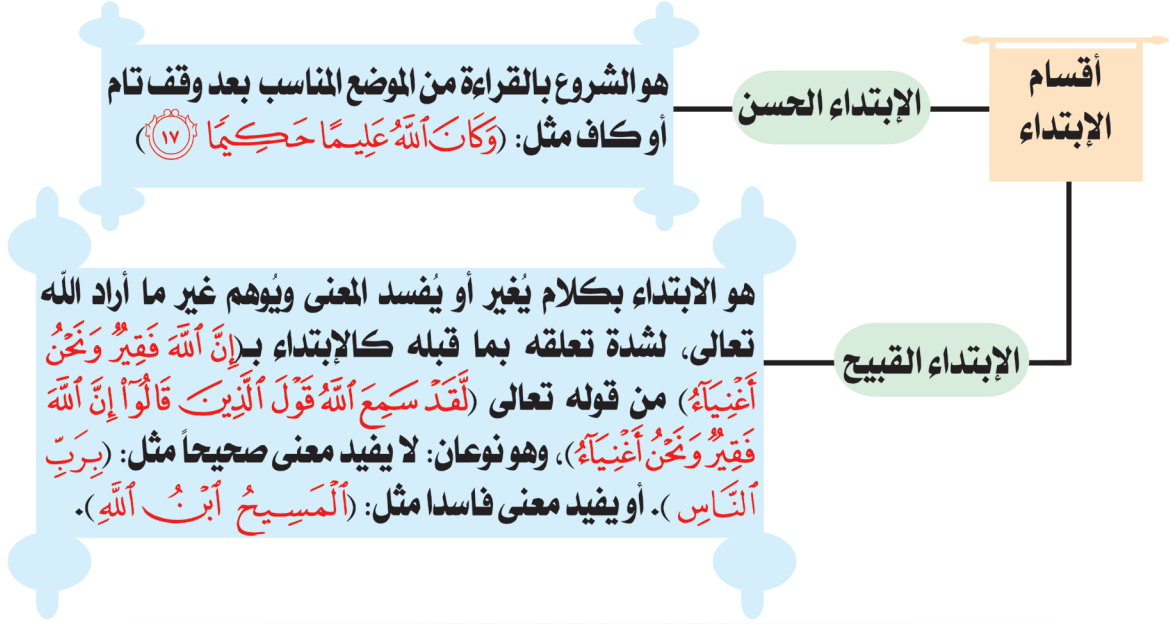 أقسام
الإبتداء
الإبتداء الحسن
هو الشروع بالقراءة من الموضع المناسب بعد وقف تام
أو كاف مثل: (وَكَانَ ٱللَّهُ عَلِيمًا حَكِيمًا ١٧)
الإبتداء القبيح
هو الابتداء بكلام يُغير أو يُفسد المعنى ويُوهم غير ما أراد اللّه
تعالى، لشدة تعلقه بما قبله كالإبتداء بـ(إِنَّ ٱللَّهَ فَقِيرٌ وَنَحْنُ
أَغْنِيَآءُ) من قوله تعالى (لَّقَدْ سَمِعَ ٱللَّهُ قَوْلَ ٱلَّذِينَ قَالُوٓا۟ إِنَّ ٱللَّهَ
فَقِيرٌ وَنَحْنُ أَغْنِيَآءُ)، وهو نوعان: لا يفيد معنى صحيحاً مثل: (بِرَبِّ
ٱلنَّاسِ). أو يفيد معنى فاسدا مثل: (ٱلْمَسِيحُ ٱبْنُ ٱللَّهِ).